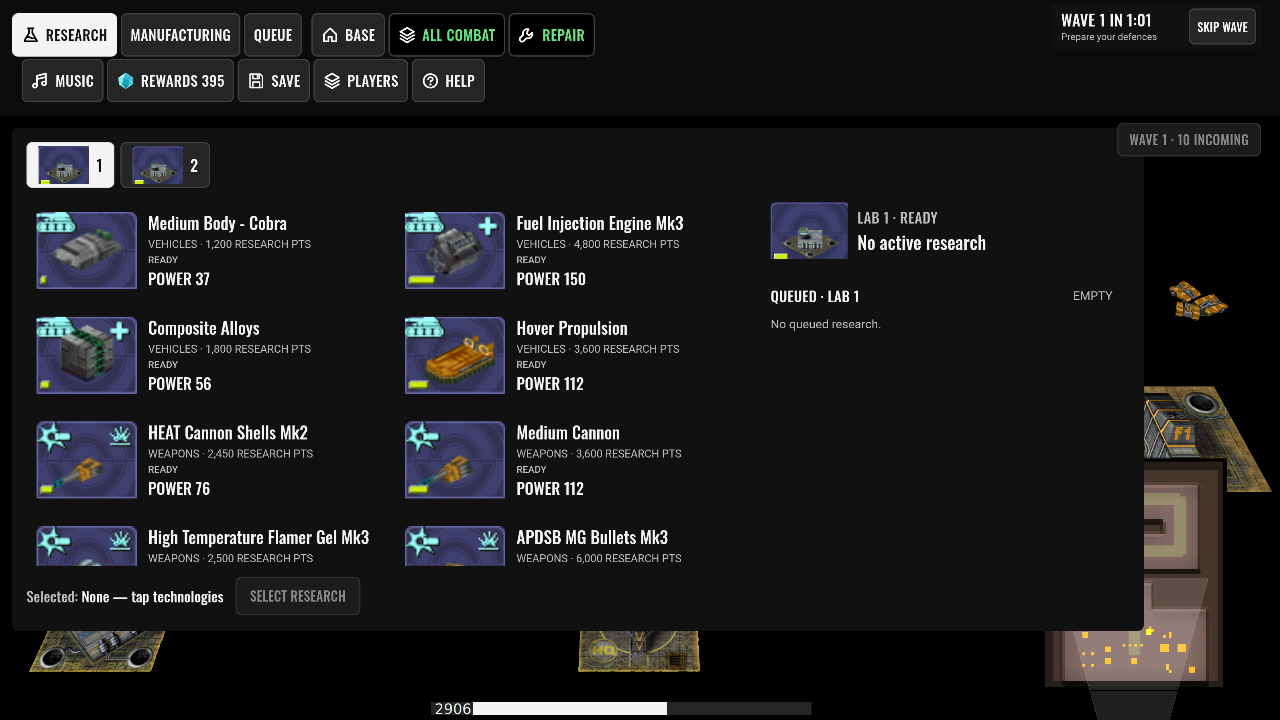 RESEARCH
MANUFACTURING
QUEUE
BASE
ALL COMBAT
REPAIR
MUSIC
REWARDS 395
SAVE
PLAYERS
HELP
WAVE 1 IN 1:01
Prepare your defences
SKIP WAVE
WAVE 1 · 10 INCOMING
1
2
Medium Body - Cobra
VEHICLES · 1,200 RESEARCH PTS
READY
POWER 37
Fuel Injection Engine Mk3
VEHICLES · 4,800 RESEARCH PTS
READY
POWER 150
Composite Alloys
VEHICLES · 1,800 RESEARCH PTS
READY
POWER 56
Hover Propulsion
VEHICLES · 3,600 RESEARCH PTS
READY
POWER 112
HEAT Cannon Shells Mk2
WEAPONS · 2,450 RESEARCH PTS
READY
POWER 76
Medium Cannon
WEAPONS · 3,600 RESEARCH PTS
READY
POWER 112
High Temperature Flamer Gel Mk3
WEAPONS · 2,500 RESEARCH PTS
APDSB MG Bullets Mk3
WEAPONS · 6,000 RESEARCH PTS
LAB 1 · READY
No active research
QUEUED · LAB 1
EMPTY
No queued research.
Selected: None — tap technologies
SELECT RESEARCH
F1
HQ
2906